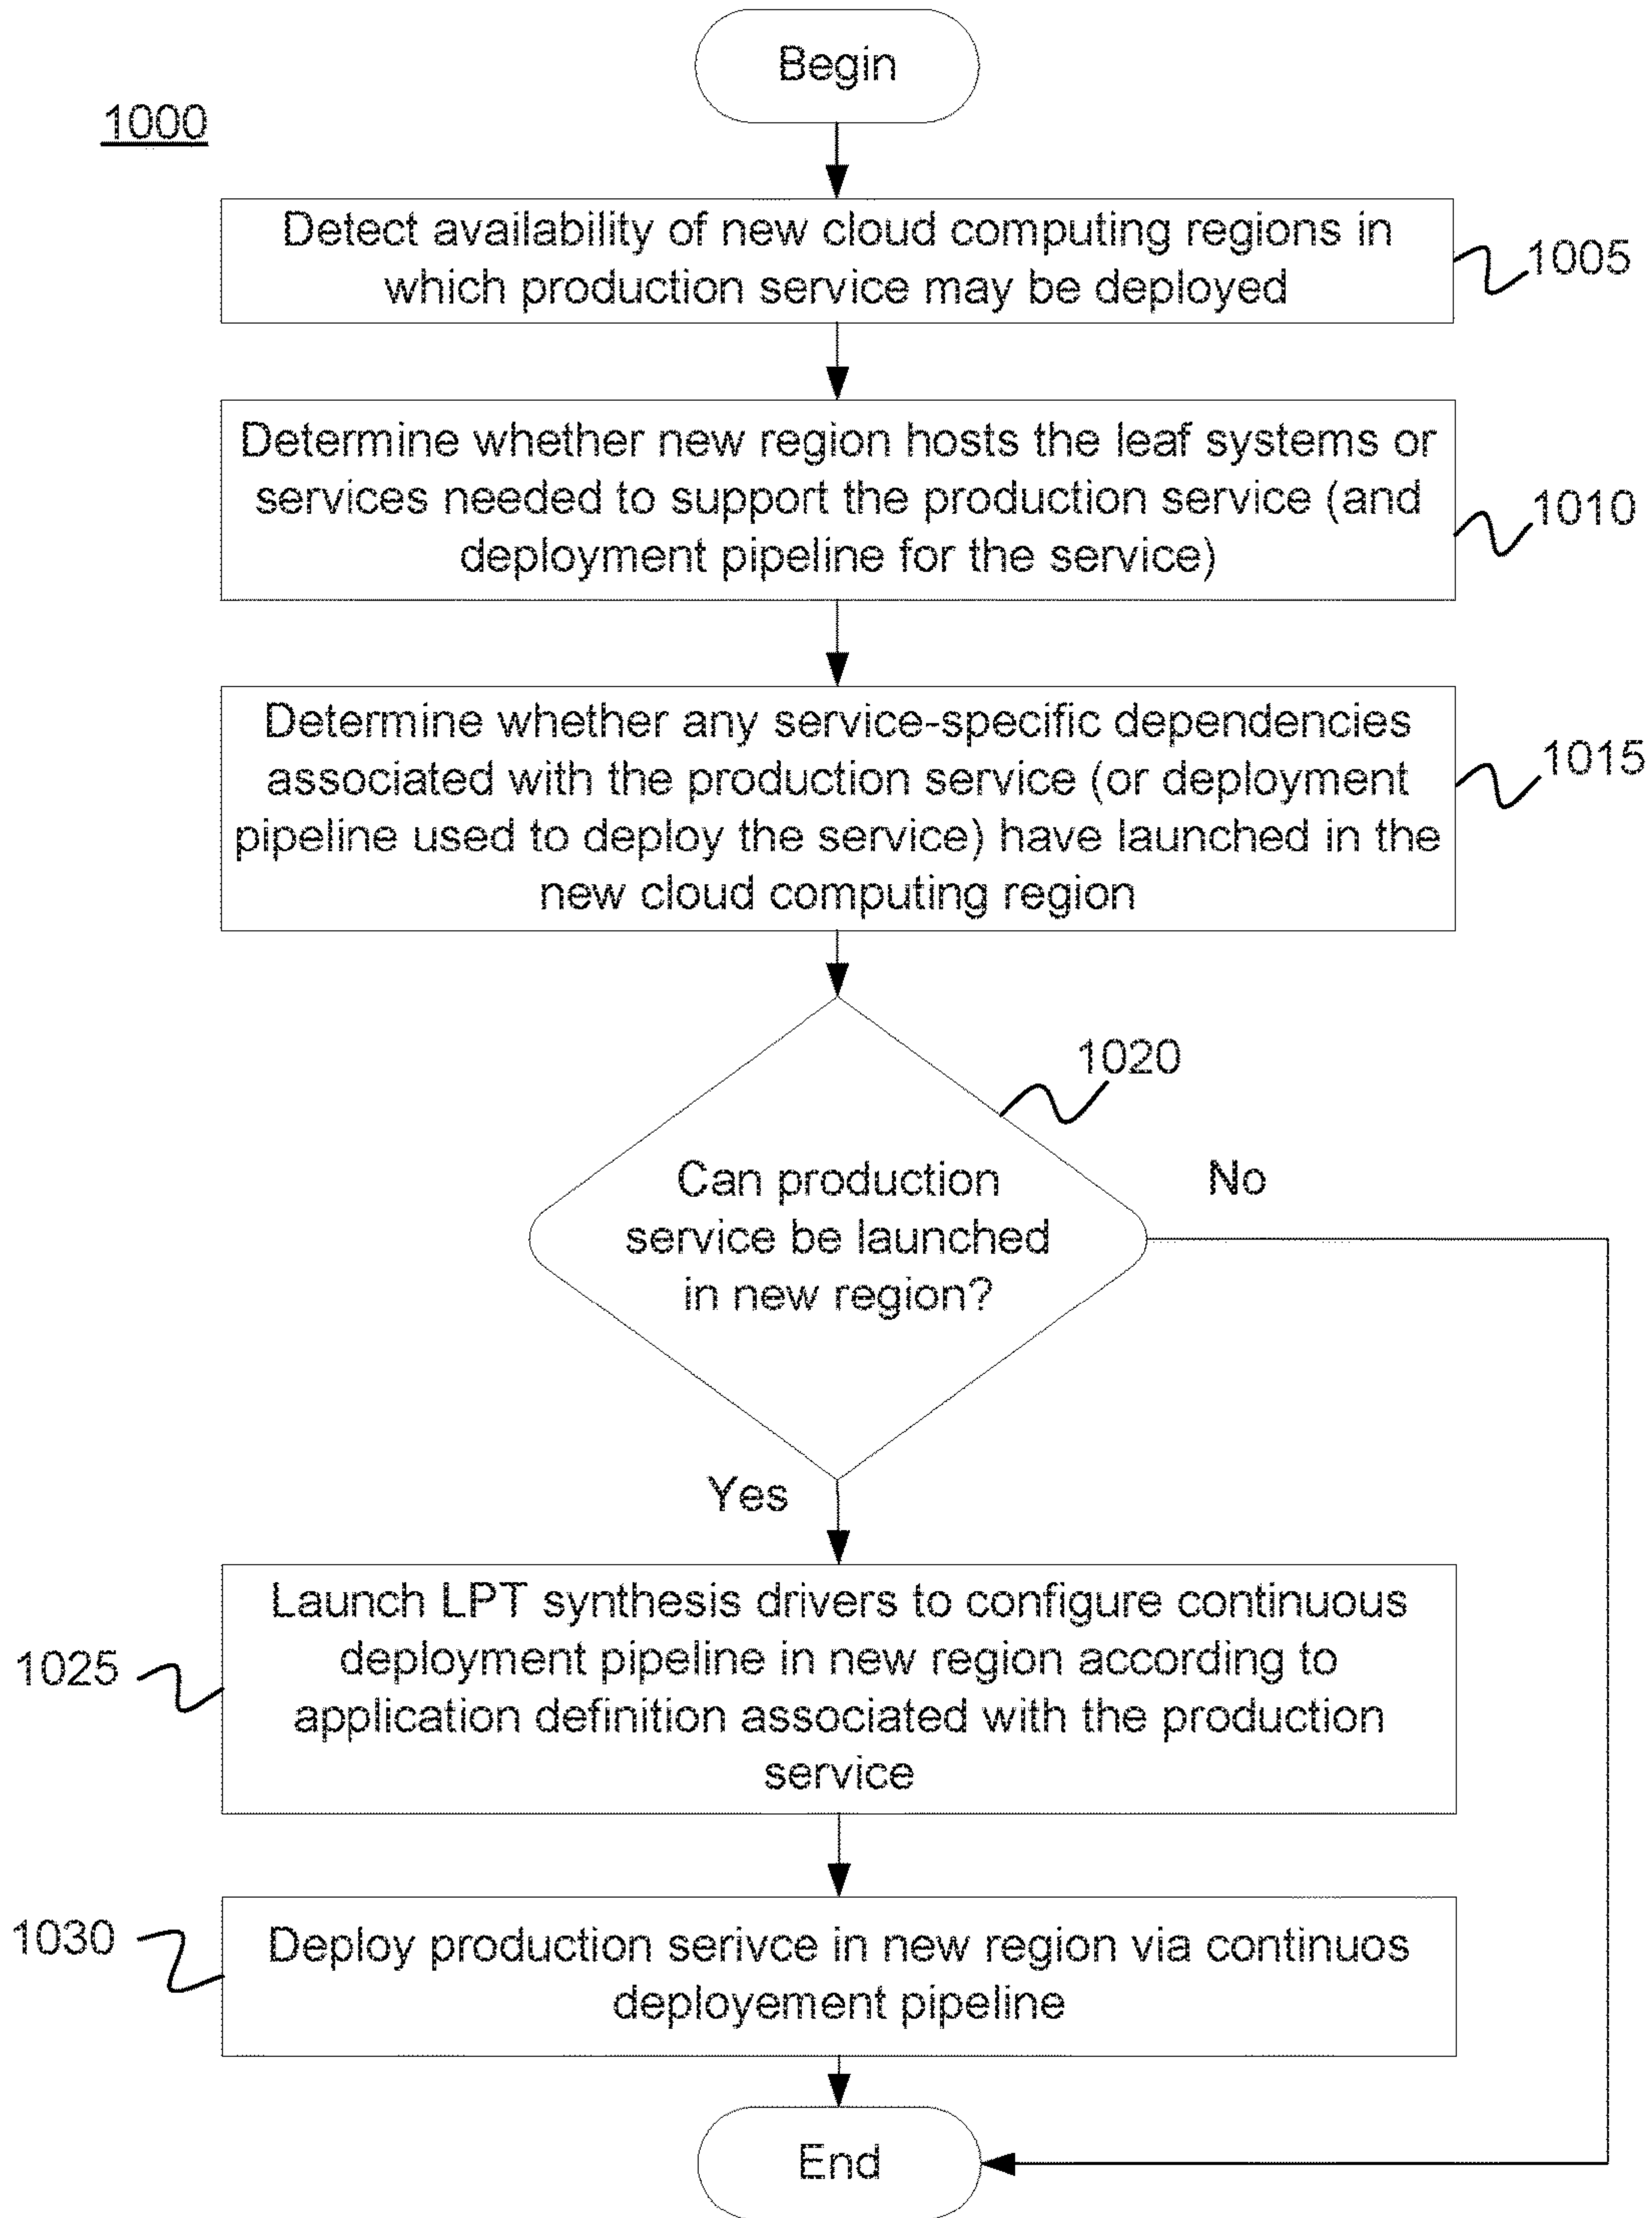 Begin
1000
Detect availability of new cloud computing regions in
which production service may be deployed
1005
Determine whether new region hosts the leaf systems or
services needed to support the production service (and
deployment pipeline for the service)
1010
Determine whether any service-specific dependencies
associated with the production service (or deployment
pipeline used to deploy the service) have launched in the
new cloud computing region
1015
1020
Can production
service be launched
in new region?
No
Yes
Launch LPT synthesis drivers to configure continuous
deployment pipeline in new region according to
application definition associated with the production
service
1025
Deploy production serivce in new region via continuos
deployement pipeline
1030
End